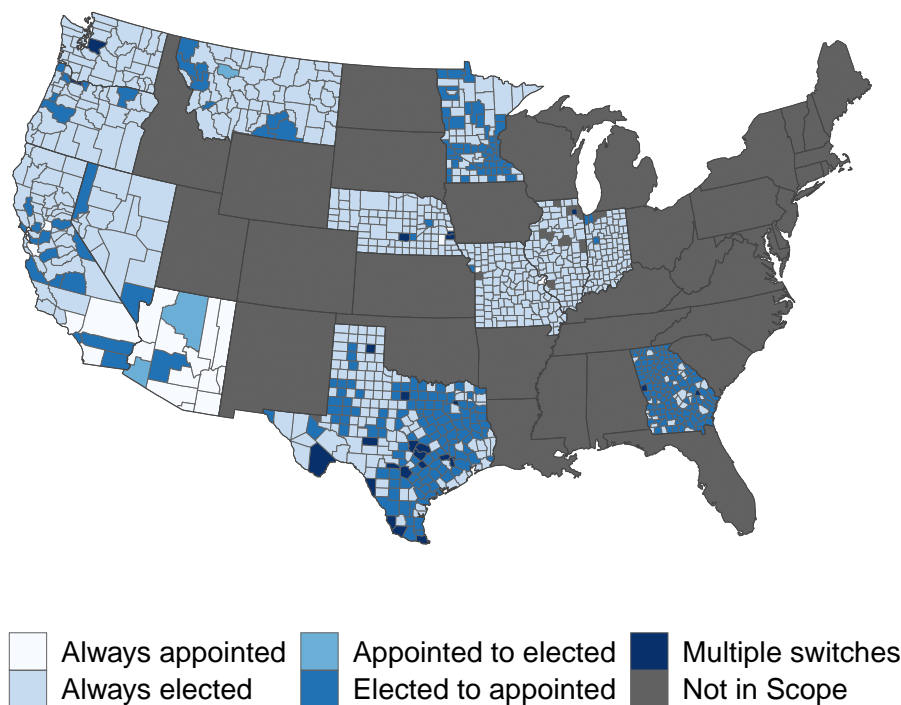 Always appointed
Appointed to elected
Multiple switches
Always elected
Elected to appointed
Not in Scope